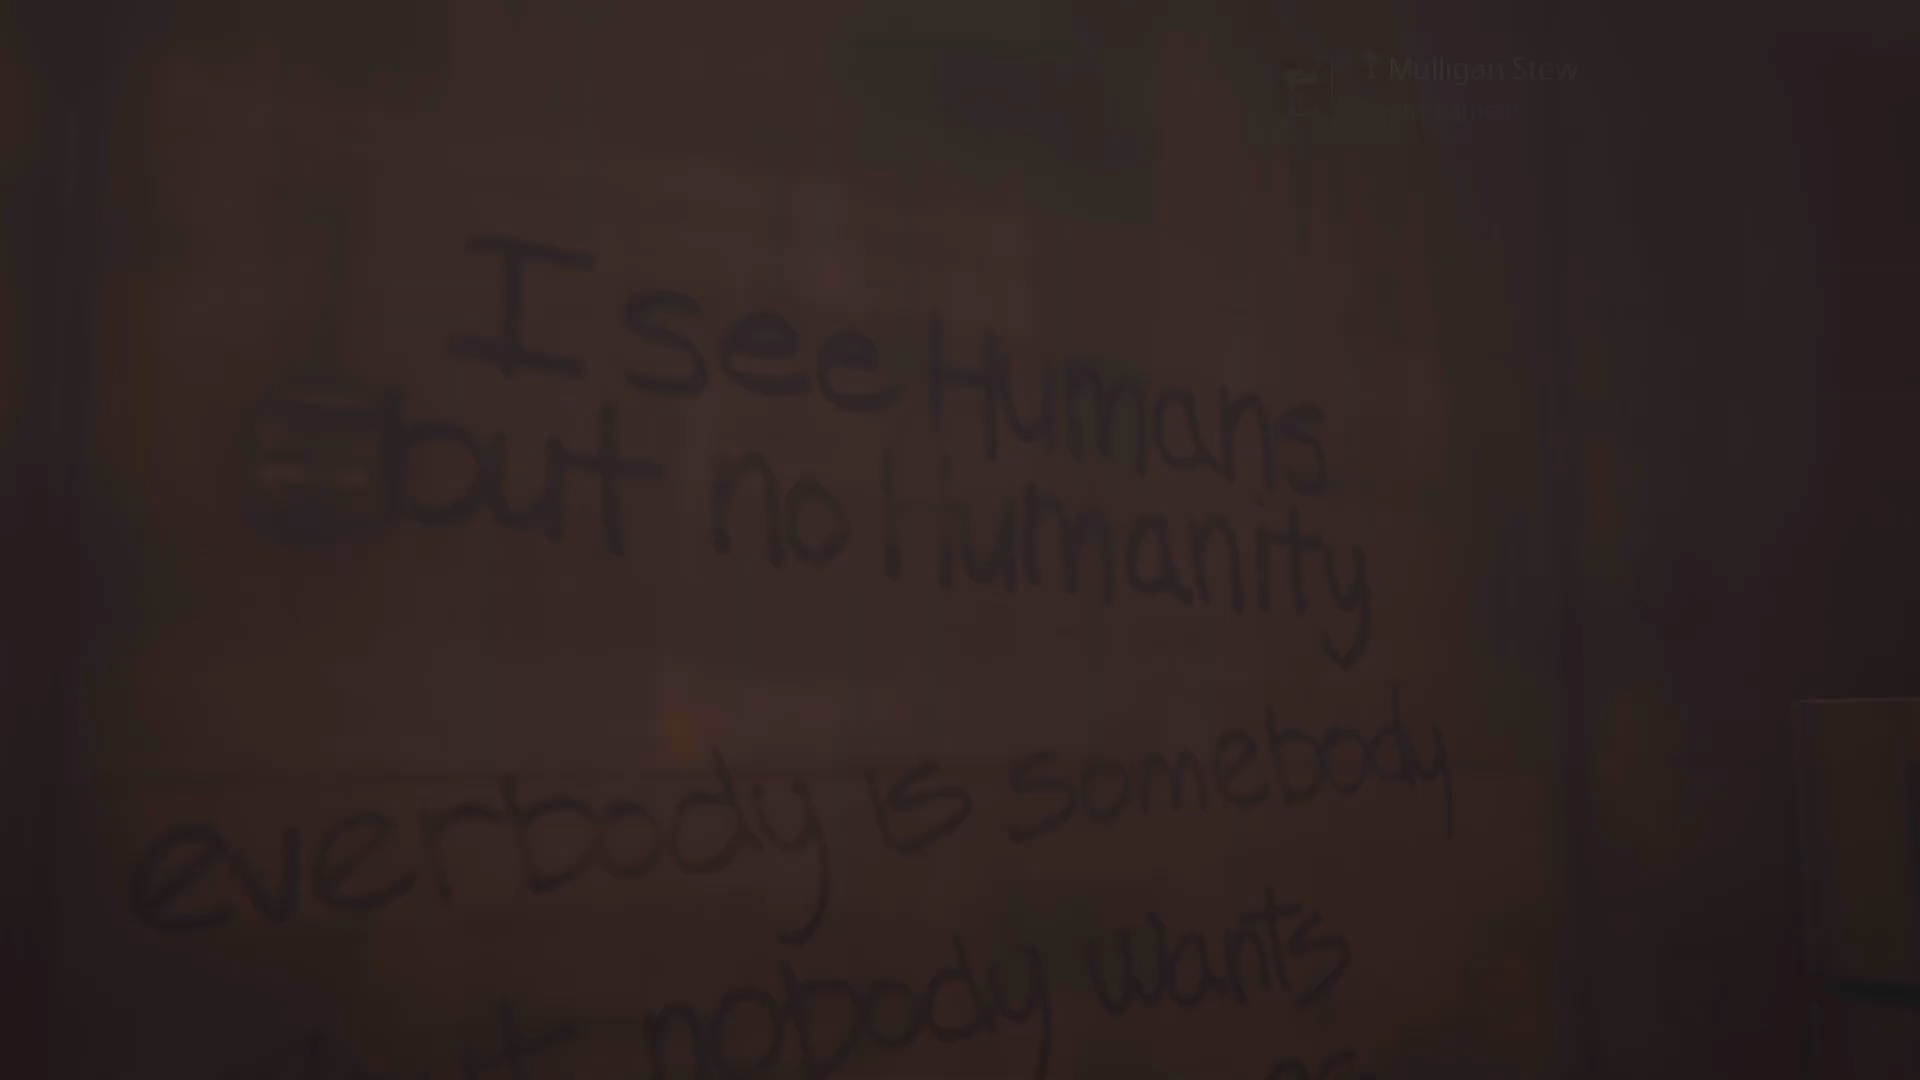 Mulligan Stew
I see Humans
but no Humanity
everbody is somebody
nobody wants